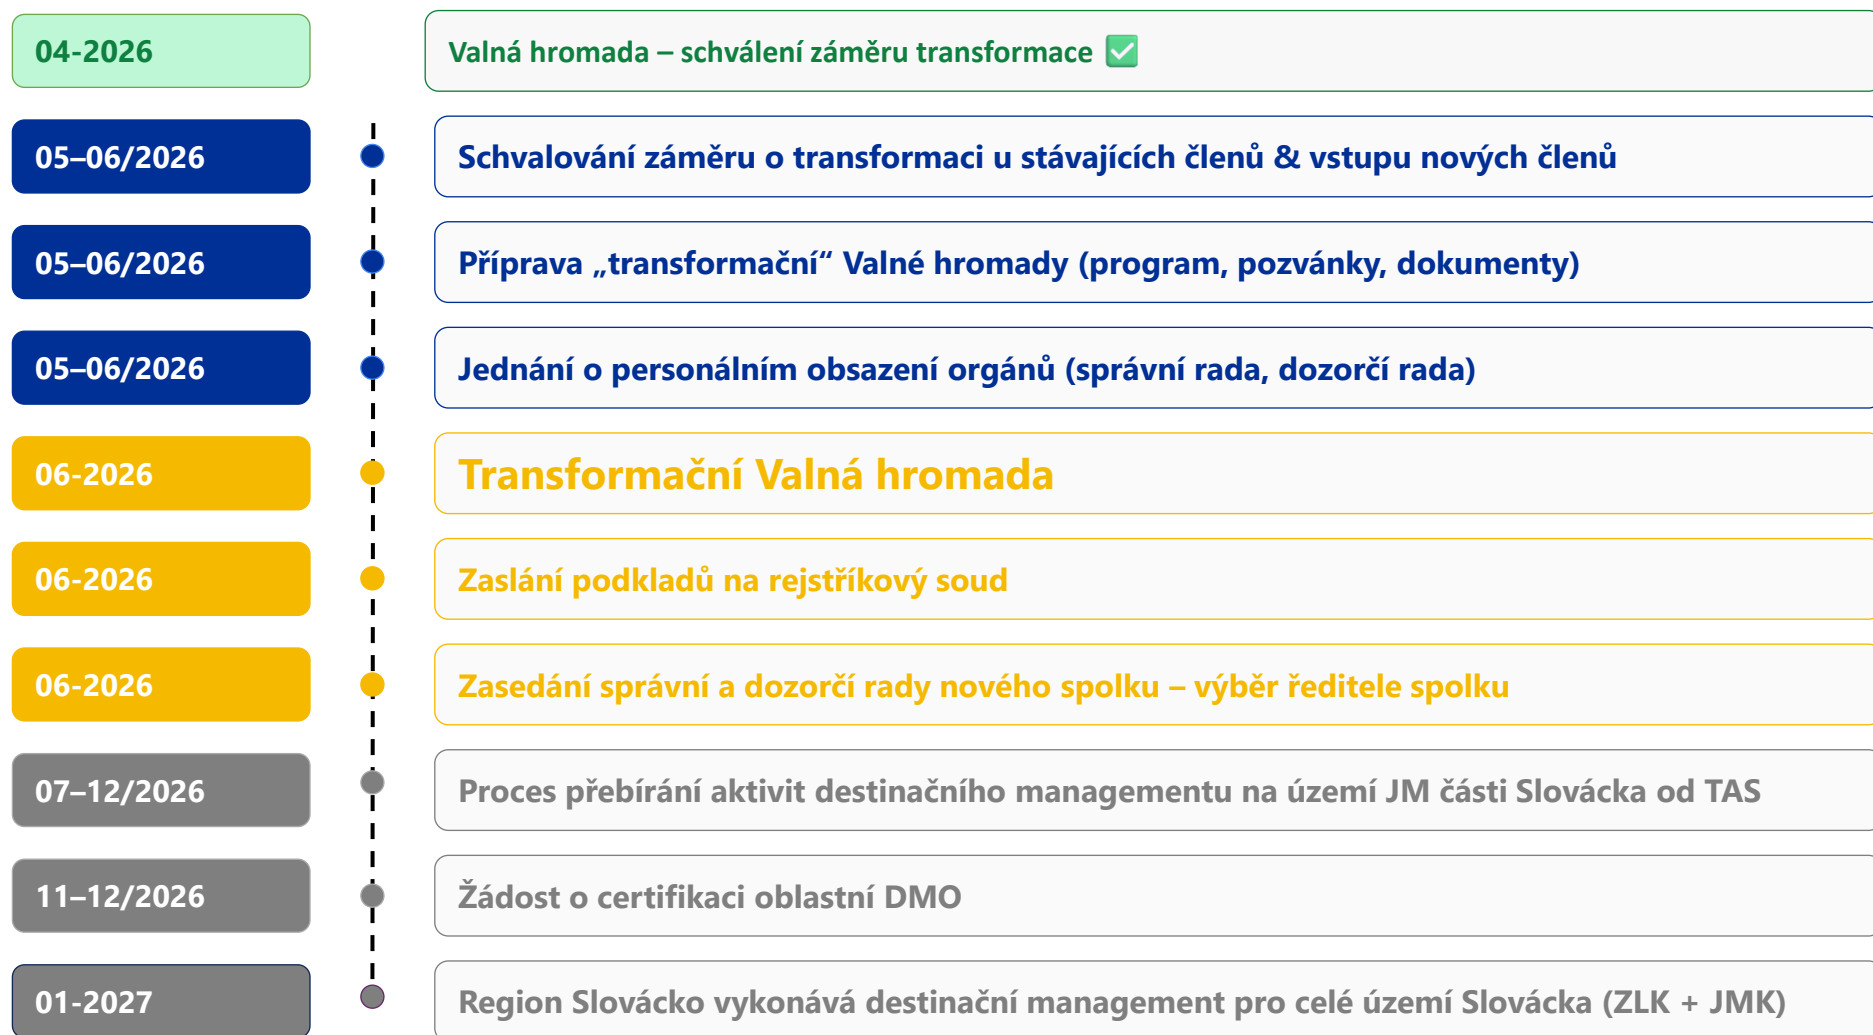 04-2026
Valná hromada – schválení záměru transformace ✅
05–06/2026
Schvalování záměru o transformaci u stávajících členů & vstupu nových členů
05–06/2026
Příprava „transformační“ Valné hromady (program, pozvánky, dokumenty)
05–06/2026
Jednání o personálním obsazení orgánů (správní rada, dozorčí rada)
06-2026
Transformační Valná hromada
06-2026
Zaslání podkladů na rejstříkový soud
06-2026
Zasedání správní a dozorčí rady nového spolku – výběr ředitele spolku
07–12/2026
Proces přebírání aktivit destinačního managementu na území JM části Slovácka od TAS
11–12/2026
Žádost o certifikaci oblastní DMO
01-2027
Region Slovácko vykonává destinační management pro celé území Slovácka (ZLK + JMK)